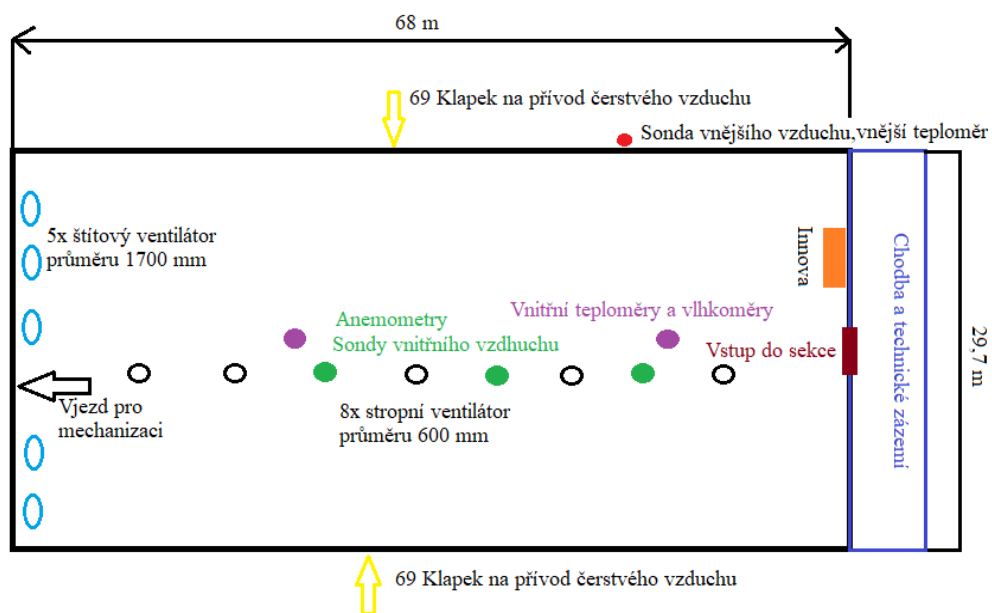 68 m
69 Klapek na přívod čerstvého vzduchu
Sonda vnějšího vzduchu,vnější teploměr
5x štítový ventilátor
průměru 1700 mm
Innova
Chodba a technické zázemí
Vnitřní teploměry a vlhkoměry
Anemometry
Sondy vnitřního vzdhuchu
Vstup do sekce
29,7 m
Vjezd pro
mechanizaci
8x stropní ventilátor
průměru 600 mm
69 Klapek na přívod čerstvého vzduchu